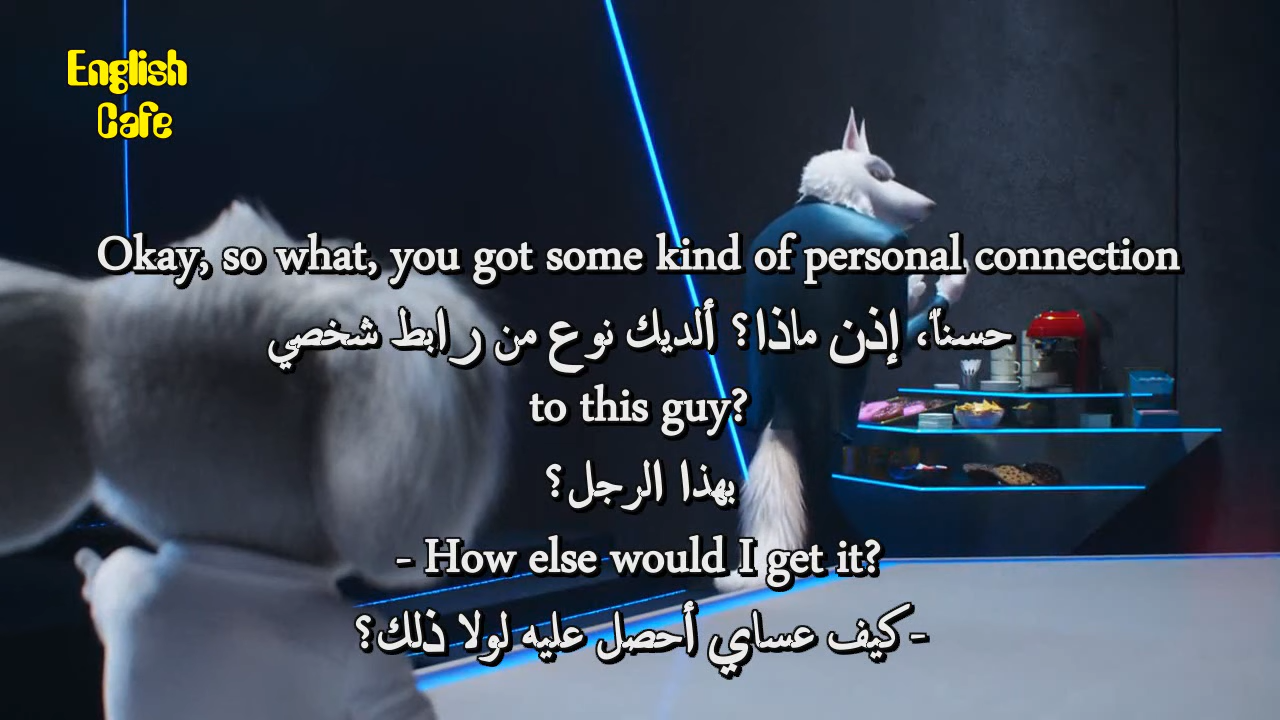 English
Cafe
Okay, so what, you got some kind of personal connection
حسناً، إذن ماذا؟ ألديك نوع من رابط شخصي
to this guy?
بهذا الرجل؟
- How else would I get it?
- كيف عساي أحصل عليه لولا ذلك؟